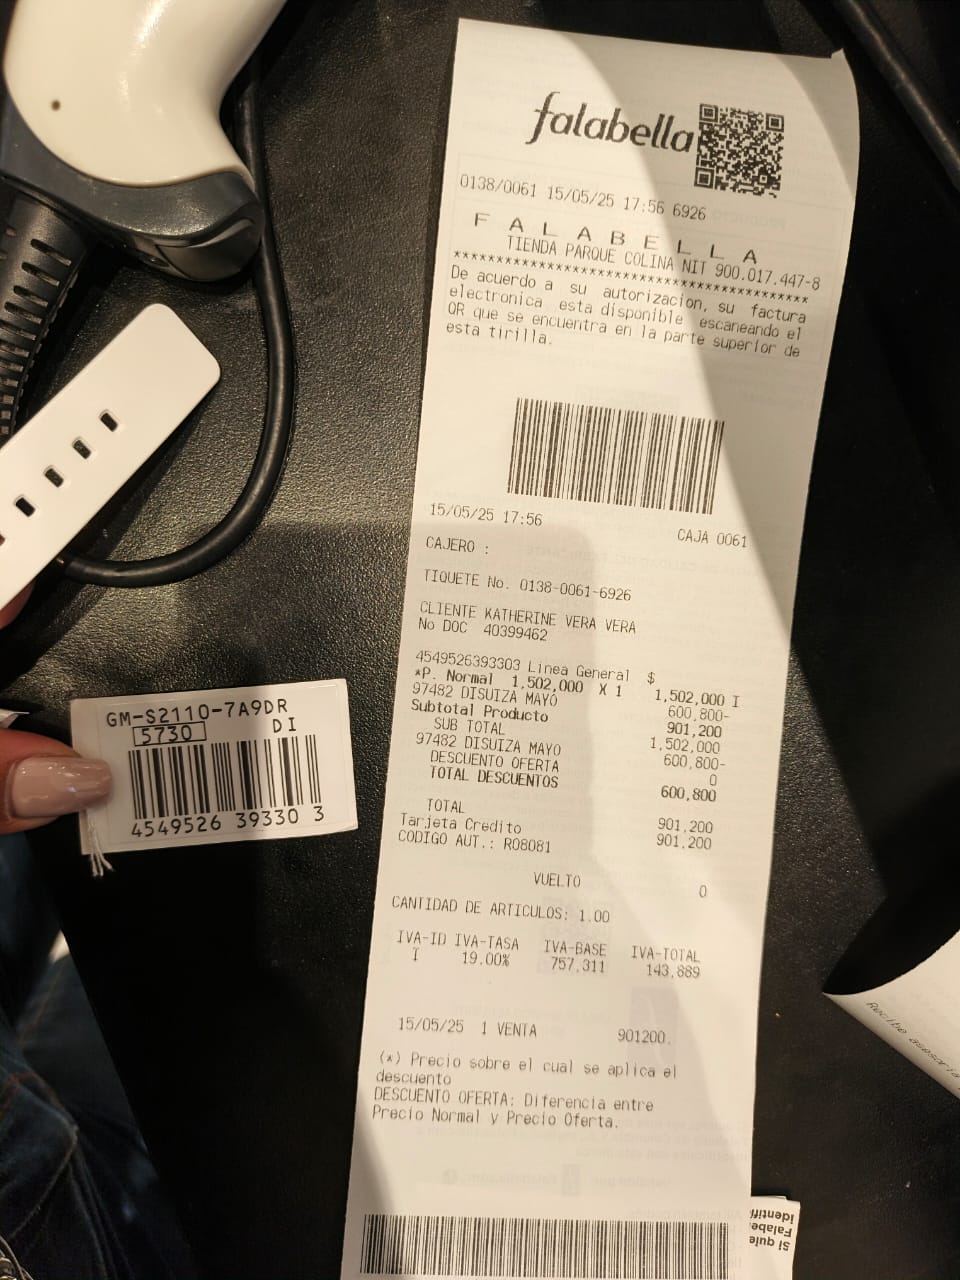 falabella
0138/0061 15/05/25 17:56 6926
F A L A B E L L A
TIENDA PARQUE COLINA NIT 900.017.447-8
******************************************
De acuerdo a su autorizacion, su factura
electronica esta disponible escaneando el
QR que se encuentra en la parte superior de
esta tirilla.
15/05/25 17:56 CAJA 0061
CAJERO :
TIQUETE No. 0138-0061-6926
CLIENTE KATHERINE VERA VERA
No DOC 40399462
4549526393303 Linea General $
*P. Normal 1,502,000 X 1 1,502,000 I
97482 DISUIZA MAYO 600,800-
Subtotal Producto 901,200
SUB TOTAL 1,502,000
97482 DISUIZA MAYO 600,800-
DESCUENTO OFERTA 0
TOTAL DESCUENTOS 600,800
TOTAL 901,200
Tarjeta Credito 901,200
CODIGO AUT.: R08081
VUELTO 0
CANTIDAD DE ARTICULOS: 1.00
IVA-ID IVA-TASA IVA-BASE IVA-TOTAL
I 19.00% 757,311 143,889
15/05/25 1 VENTA 901200.
(*) Precio sobre el cual se aplica el
descuento
DESCUENTO OFERTA: Diferencia entre
Precio Normal y Precio Oferta.
GM-S2110-7A9DR
5730 DI
4549526 39330 3
Recibe asesoria
Si quie
Falabe
identifi